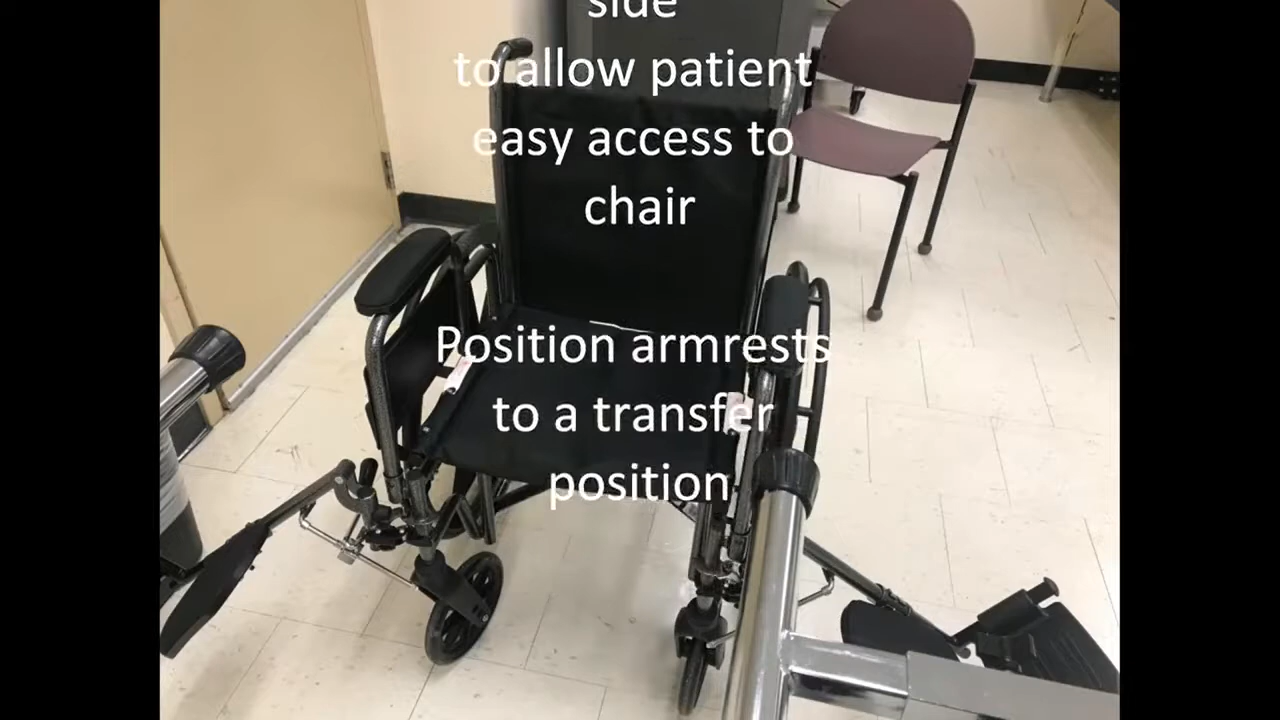 side
to allow patient
easy access to
chair
Position armrests
to a transfer
position